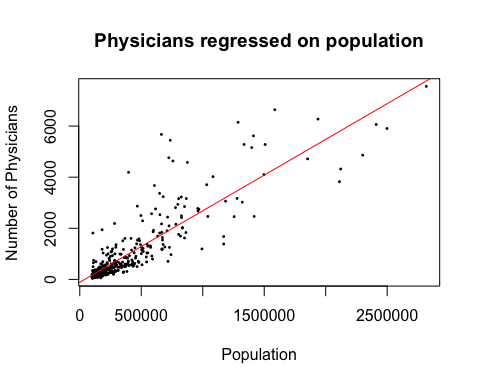 Physicians regressed on population
Number of Physicians
6000
4000
2000
0
0 500000 1500000 2500000
Population